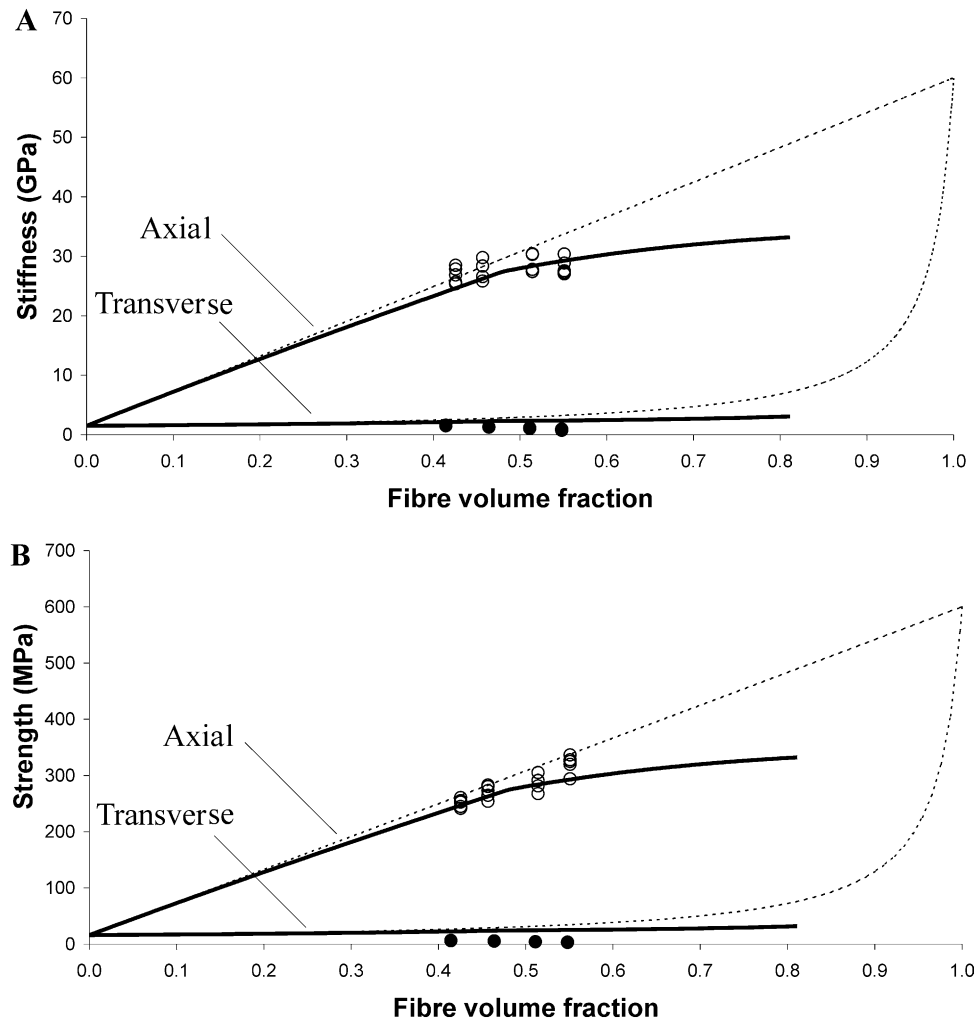 A
70
60
50
40
30
20
10
0
Stiffness (GPa)
Axial
Transverse
0.0 0.1 0.2 0.3 0.4 0.5 0.6 0.7 0.8 0.9 1.0
Fibre volume fraction
B
700
600
500
400
300
200
100
0
Strength (MPa)
Axial
Transverse
0.0 0.1 0.2 0.3 0.4 0.5 0.6 0.7 0.8 0.9 1.0
Fibre volume fraction